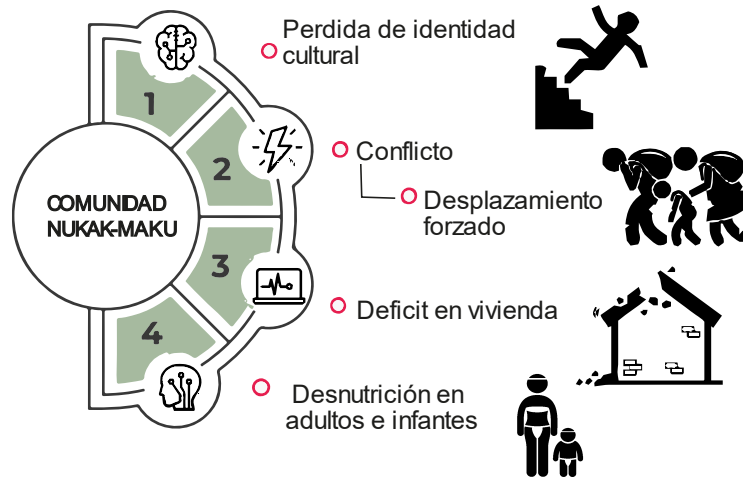 Perdida de identidad
cultural
1
2
Conflicto
Desplazamiento
forzado
COMUNIDAD
NUKAK-MAKU
3
Deficit en vivienda
4
Desnutrición en
adultos e infantes